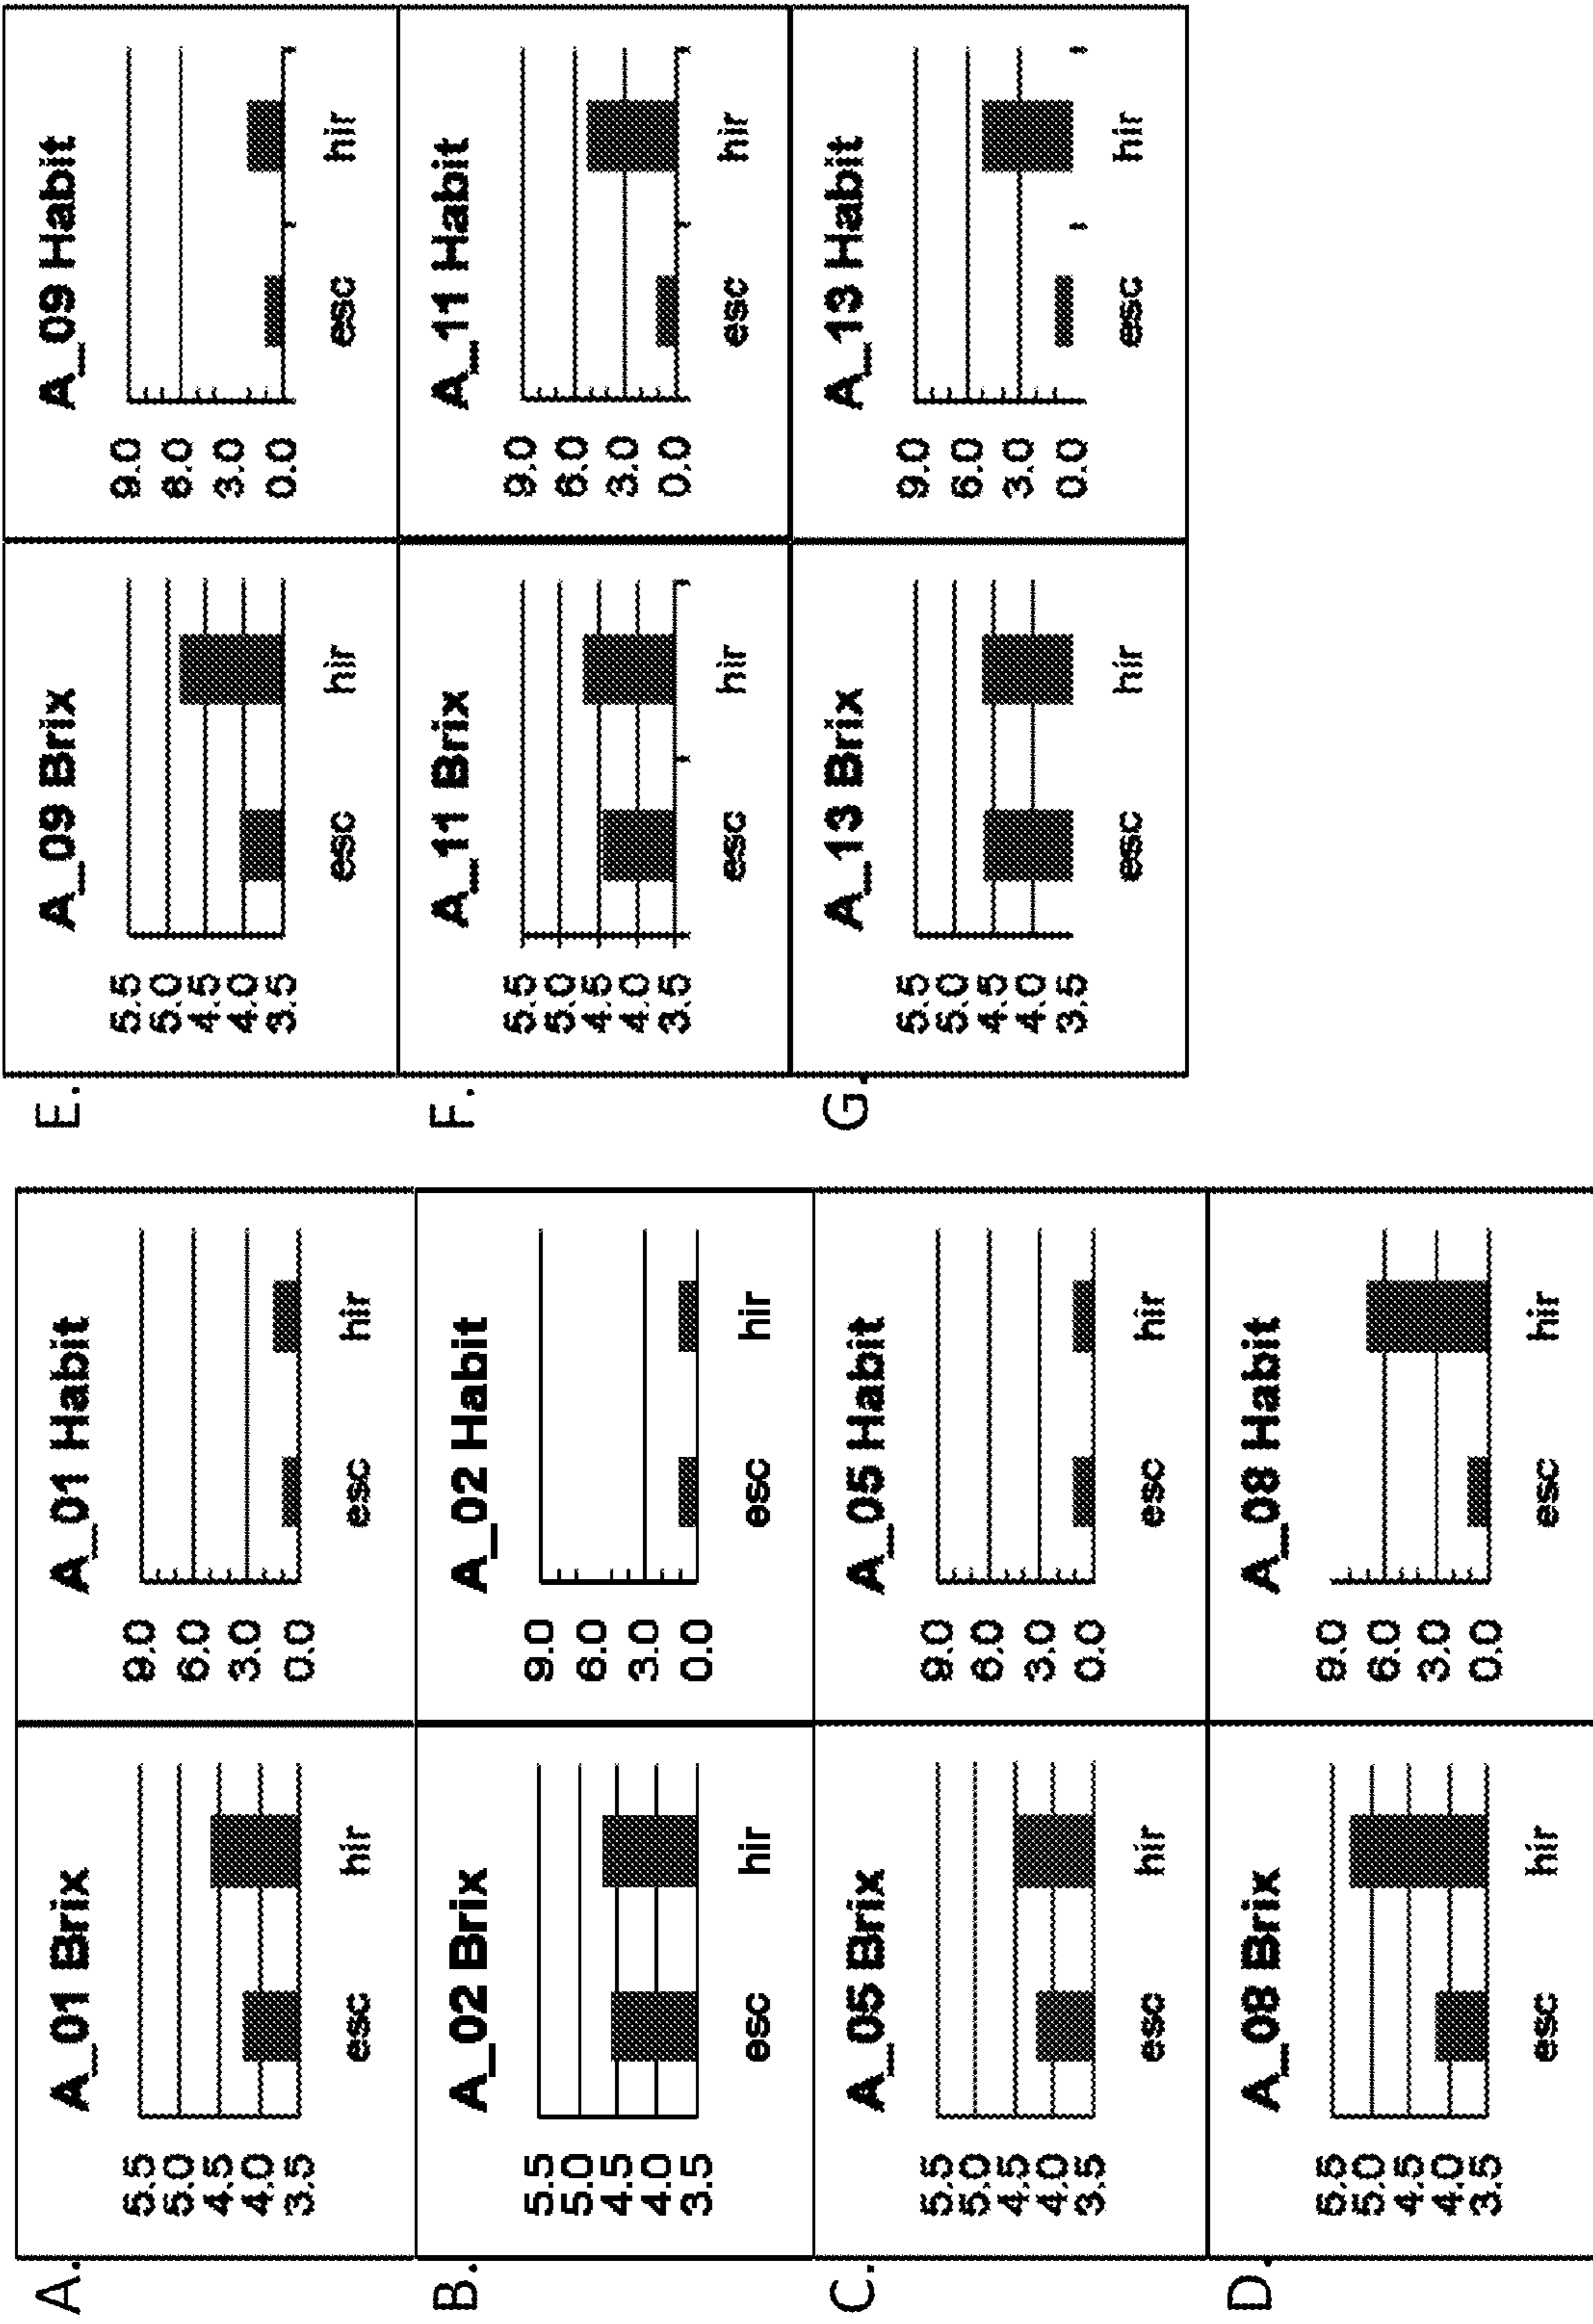 A.
A_01 Brix
5.5
5.0
4.5
4.0
3.5
esc hir
A_01 Habit
9.0
6.0
3.0
0.0
esc hir
B.
A_02 Brix
5.5
5.0
4.5
4.0
3.5
esc hir
A_02 Habit
9.0
6.0
3.0
0.0
esc hir
C.
A_05 Brix
5.5
5.0
4.5
4.0
3.5
esc hir
A_05 Habit
9.0
6.0
3.0
0.0
esc hir
D.
A_08 Brix
5.5
5.0
4.5
4.0
3.5
esc hir
A_08 Habit
9.0
6.0
3.0
0.0
esc hir
E.
A_09 Brix
5.5
5.0
4.5
4.0
3.5
esc hir
A_09 Habit
9.0
6.0
3.0
0.0
esc hir
F.
A_11 Brix
5.5
5.0
4.5
4.0
3.5
esc hir
A_11 Habit
9.0
6.0
3.0
0.0
esc hir
G.
A_13 Brix
5.5
5.0
4.5
4.0
3.5
esc hir
A_13 Habit
9.0
6.0
3.0
0.0
esc hir